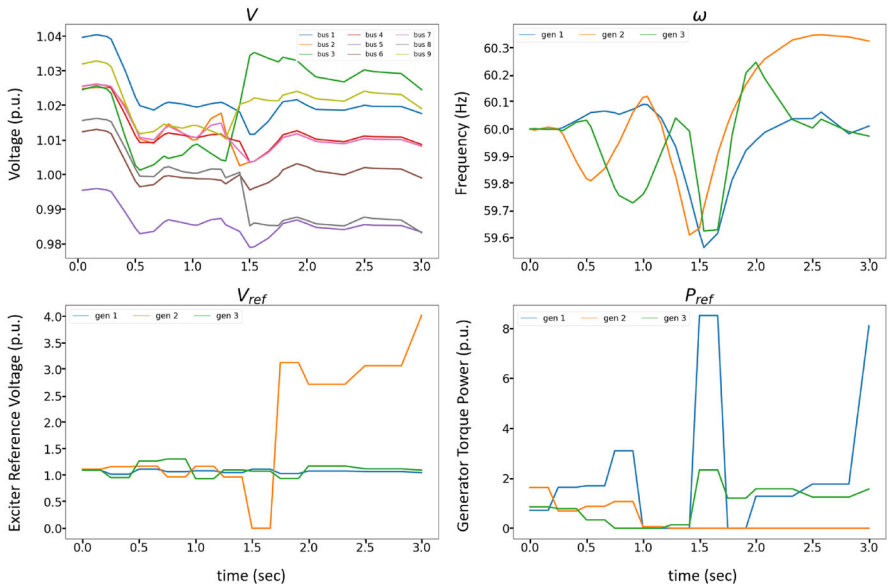 V
Voltage (p.u.)
1.04
1.03
1.02
1.01
1.00
0.99
0.98
bus 1 bus 4 bus 7
bus 2 bus 5 bus 8
bus 3 bus 6 bus 9
0.0 0.5 1.0 1.5 2.0 2.5 3.0
ω
Frequency (Hz)
60.3
60.2
60.1
60.0
59.9
59.8
59.7
59.6
gen 1 gen 2 gen 3
0.0 0.5 1.0 1.5 2.0 2.5 3.0
V_ref
Exciter Reference Voltage (p.u.)
4.0
3.5
3.0
2.5
2.0
1.5
1.0
0.5
0.0
gen 1 gen 2 gen 3
0.0 0.5 1.0 1.5 2.0 2.5 3.0
time (sec)
P_ref
Generator Torque Power (p.u.)
8
6
4
2
0
gen 1 gen 2 gen 3
0.0 0.5 1.0 1.5 2.0 2.5 3.0
time (sec)